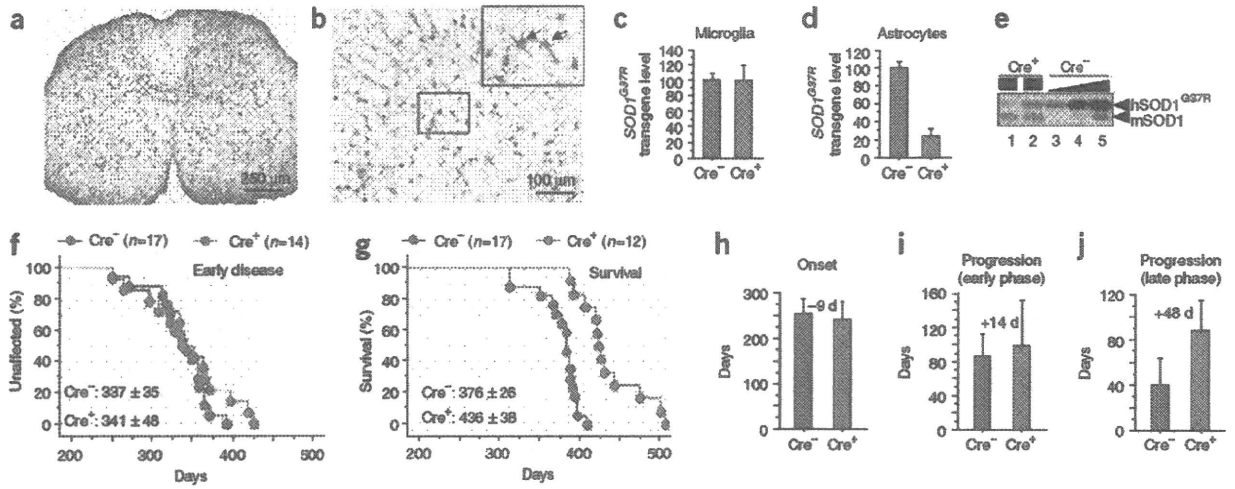 a
250 µm
b
100 µm
c
Microglia
SOD1^G37R
transgene level
140
120
100
80
60
40
20
0
Cre⁻ Cre⁺
d
Astrocytes
SOD1^G37R
transgene level
120
100
80
60
40
20
0
Cre⁻ Cre⁺
e
Cre⁺ Cre⁻
hSOD1^G37R
mSOD1
1 2 3 4 5
f
Cre⁻ (n=17) Cre⁺ (n=14)
Early disease
Unaffected (%)
100
80
60
40
20
0
Cre⁻: 337 ± 35
Cre⁺: 341 ± 48
200 300 400 500
Days
g
Cre⁻ (n=17) Cre⁺ (n=12)
Survival
Survival (%)
100
80
60
40
20
0
Cre⁻: 376 ± 26
Cre⁺: 436 ± 38
200 300 400 500
Days
h
Onset
Days
300
200
100
0
–9 d
Cre⁻ Cre⁺
i
Progression
(early phase)
Days
160
120
80
40
0
+14 d
Cre⁻ Cre⁺
j
Progression
(late phase)
Days
120
80
40
0
+48 d
Cre⁻ Cre⁺